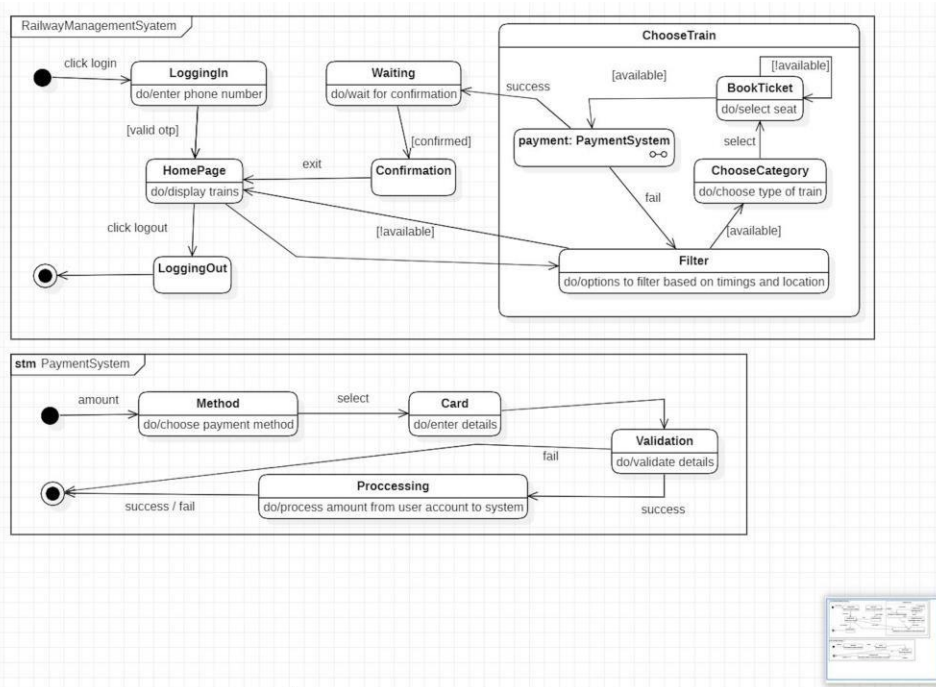 RailwayManagementSyatem
ChooseTrain
click login
LoggingIn
do/enter phone number
Waiting
do/wait for confirmation
success
[available]
[!available]
BookTicket
do/select seat
[valid otp]
[confirmed]
payment: PaymentSystem
select
exit
HomePage
do/display trains
Confirmation
ChooseCategory
do/choose type of train
fail
click logout
[!available]
[available]
LoggingOut
Filter
do/options to filter based on timings and location
stm PaymentSystem
amount
Method
do/choose payment method
select
Card
do/enter details
Validation
do/validate details
fail
Proccessing
do/process amount from user account to system
success / fail
success